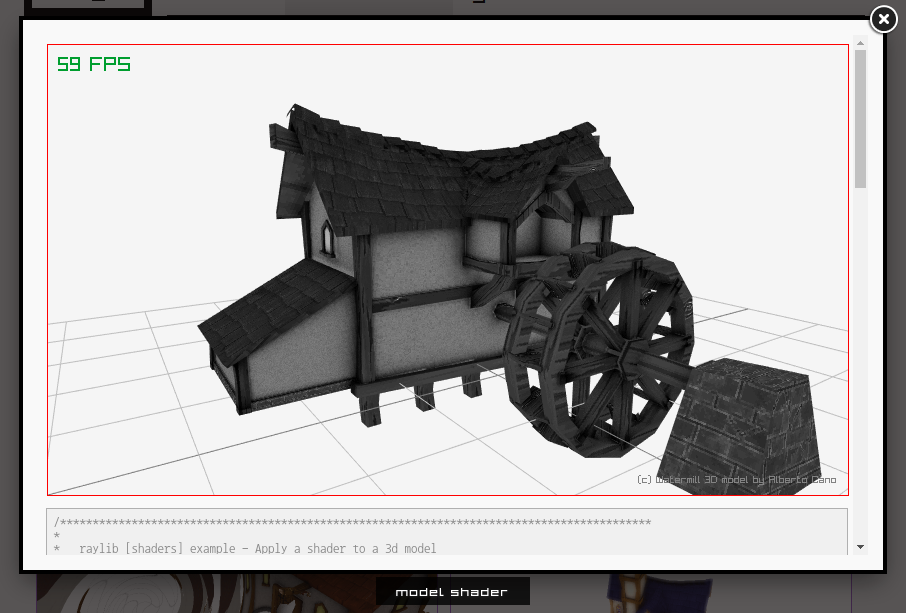 59 FPS
(c) Watermill 3D model by Alberto Cano
/*******************************************************************************************
*
*   raylib [shaders] example - Apply a shader to a 3d model
model shader